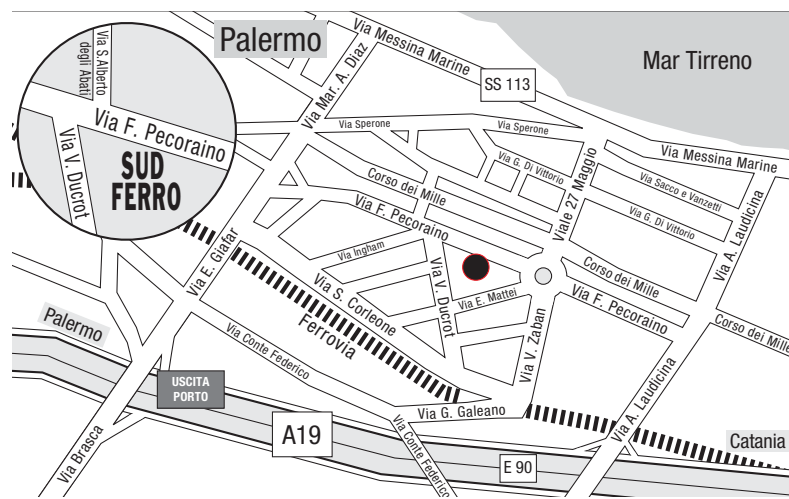 Palermo
Mar Tirreno
Via Messina Marine
SS 113
Via Mar. A. Diaz
Via S.Alberto
degli Abati
Via F. Pecoraino
Via V. Ducrot
SUD
FERRO
Via Sperone
Via Sperone
Via G. Di Vittorio
Viale 27 Maggio
Via Messina Marine
Via Sacco e Vanzetti
Via G. Di Vittorio
Via A. Laudicina
Corso dei Mille
Via F. Pecoraino
Via Ingham
Via V. Ducrot
Via E. Mattei
Corso dei Mille
Via F. Pecoraino
Corso dei Mille
Via E. Giafar
Via S. Corleone
Ferrovia
Via V. Zaban
Palermo
Via Conte Federico
USCITA
PORTO
Via G. Galeano
Via A. Laudicina
A19
Via Conte Federico
E 90
Catania
Via Brasca